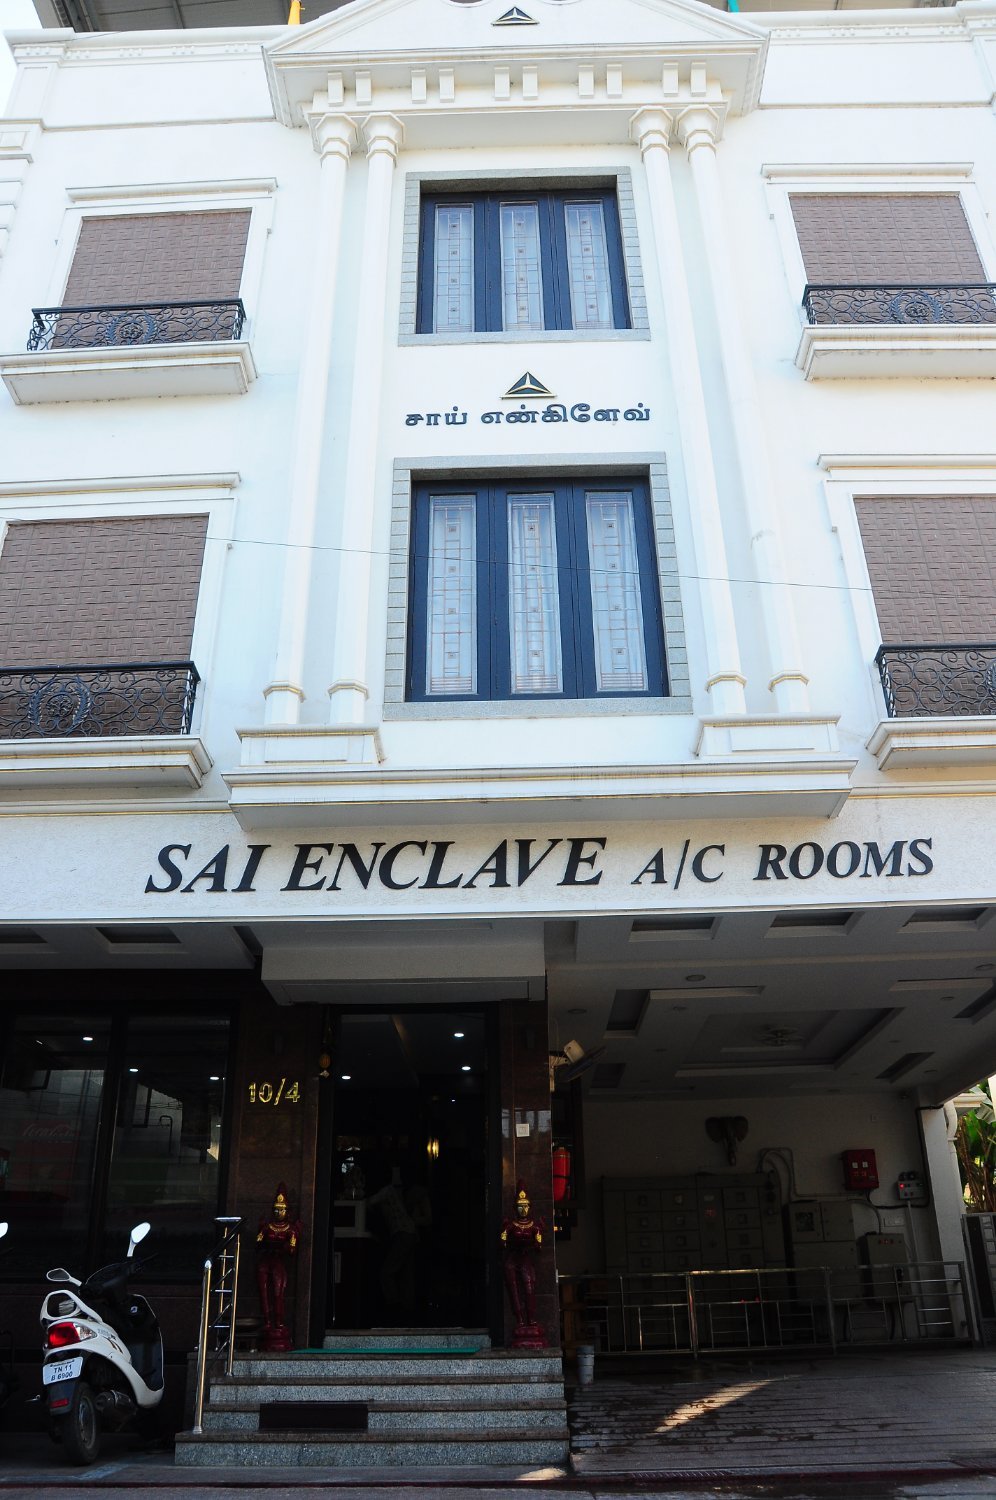 சாய் என்கிளேவ்
SAI ENCLAVE A/C ROOMS
10/4
TN 11
B 6900